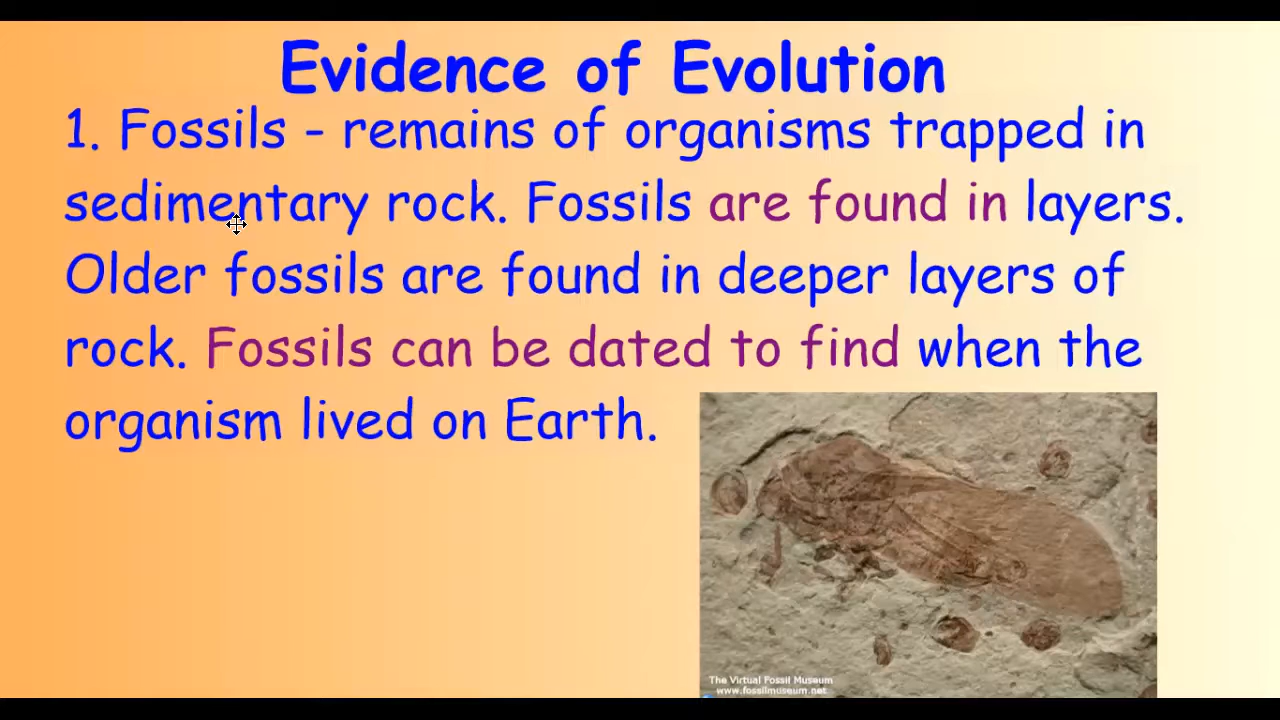 Evidence of Evolution
1. Fossils - remains of organisms trapped in
sedimentary rock. Fossils are found in layers.
Older fossils are found in deeper layers of
rock. Fossils can be dated to find when the
organism lived on Earth.
The Virtual Fossil Museum
www.fossilmuseum.net